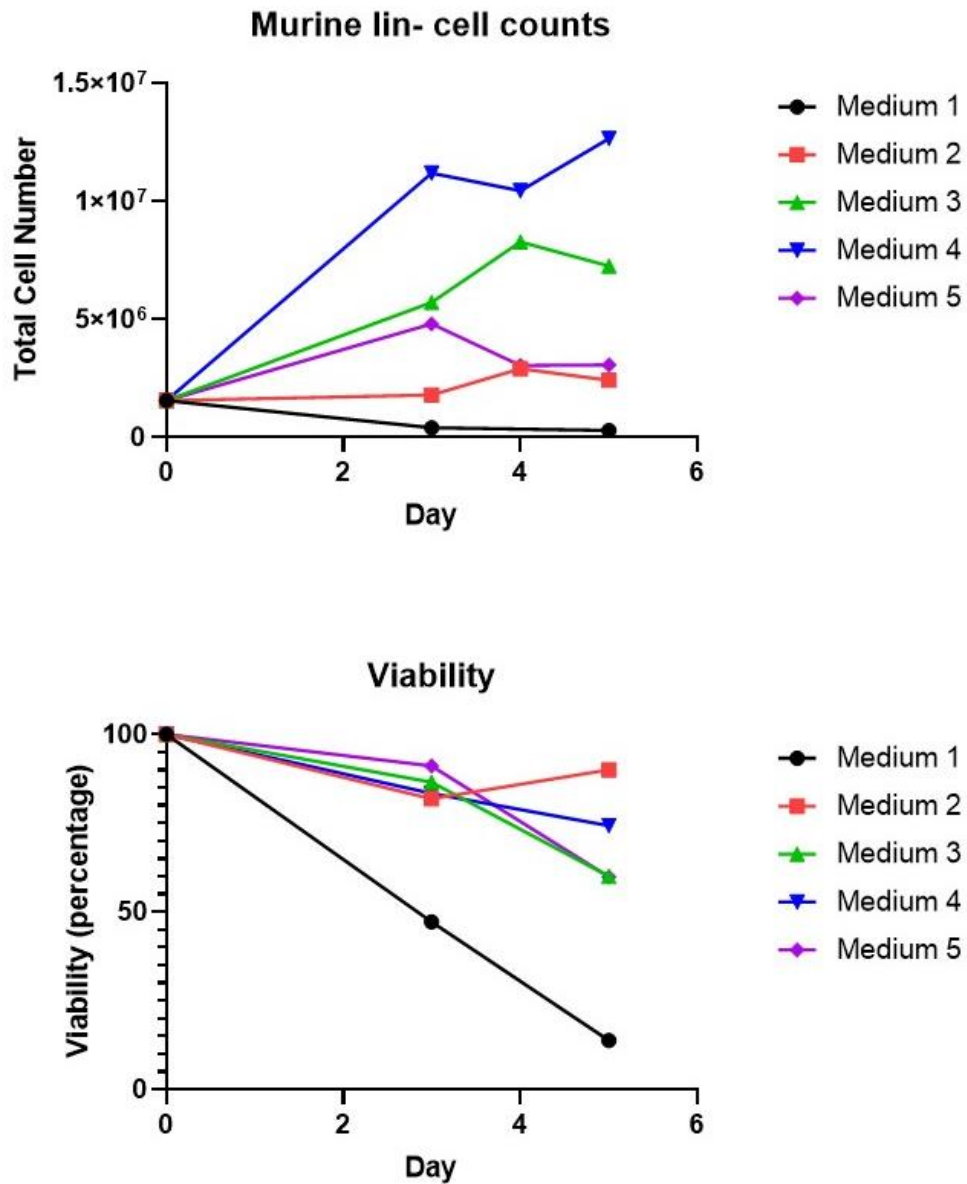 Murine lin- cell counts
1.5×10⁷
1×10⁷
5×10⁶
0
Total Cell Number
0 2 4 6
Day
Medium 1
Medium 2
Medium 3
Medium 4
Medium 5
Viability
100
50
0
Viability (percentage)
0 2 4 6
Day
Medium 1
Medium 2
Medium 3
Medium 4
Medium 5